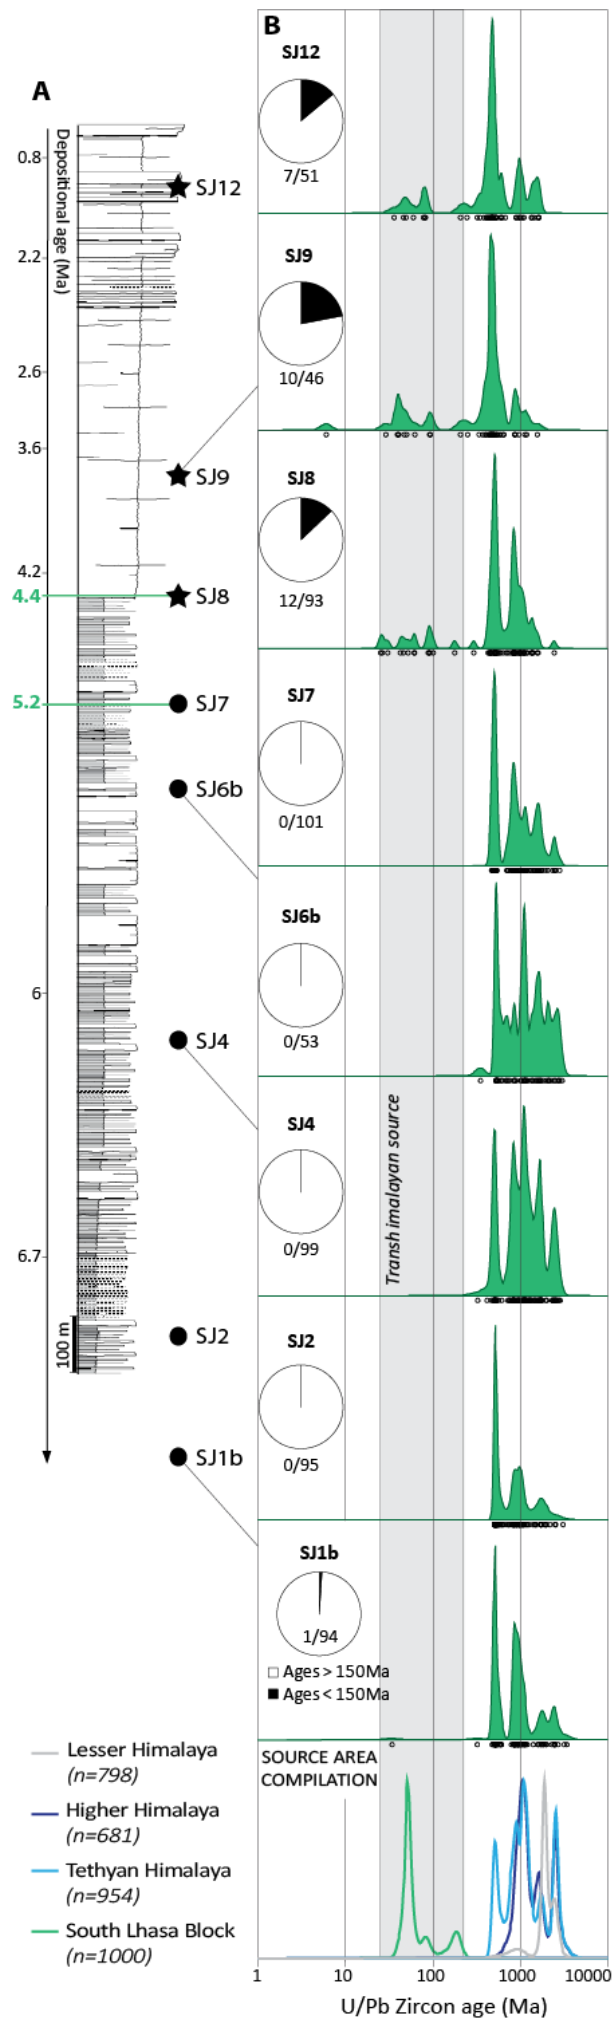 A
Depositional age (Ma)
0.8
2.2
2.6
3.6
4.2
4.4
5.2
6
6.7
100 m
SJ12
SJ9
SJ8
SJ7
SJ6b
SJ4
SJ2
SJ1b
B
SJ12
7/51
SJ9
10/46
SJ8
12/93
SJ7
0/101
SJ6b
0/53
SJ4
0/99
Transhimalayan source
SJ2
0/95
SJ1b
1/94
Ages > 150Ma
Ages < 150Ma
SOURCE AREA
COMPILATION
Lesser Himalaya
(n=798)
Higher Himalaya
(n=681)
Tethyan Himalaya
(n=954)
South Lhasa Block
(n=1000)
1 10 100 1000 10000
U/Pb Zircon age (Ma)